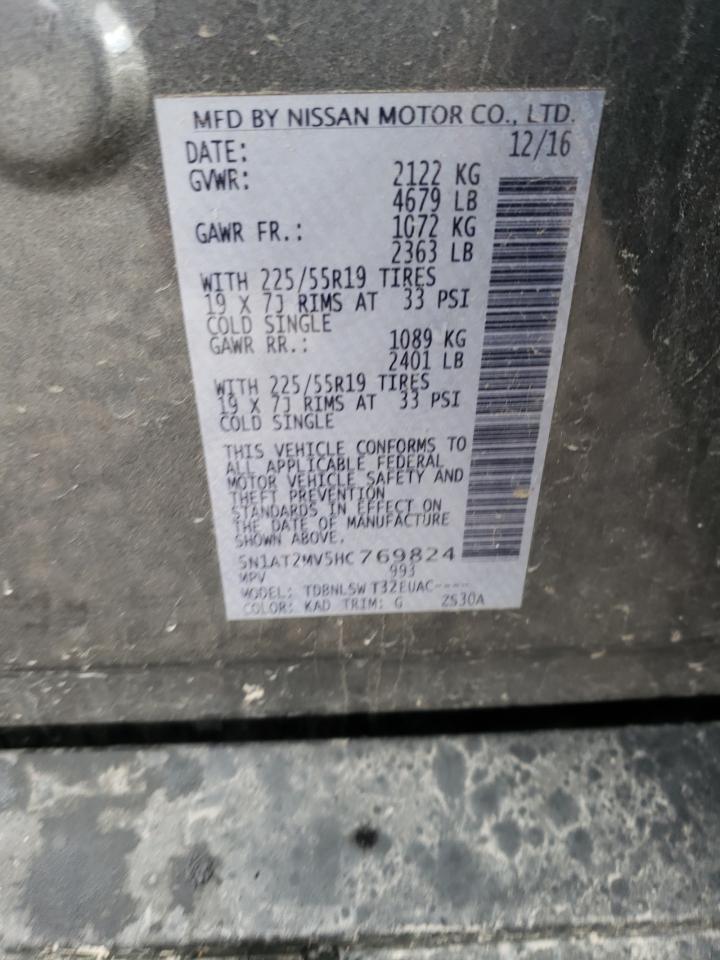 MFD BY NISSAN MOTOR CO., LTD.
DATE: 12/16
GVWR: 2122 KG
4679 LB
GAWR FR.: 1072 KG
2363 LB
WITH 225/55R19 TIRES
19 X 7J RIMS AT 33 PSI
COLD SINGLE
GAWR RR.: 1089 KG
2401 LB
WITH 225/55R19 TIRES
19 X 7J RIMS AT 33 PSI
COLD SINGLE
THIS VEHICLE CONFORMS TO
ALL APPLICABLE FEDERAL
MOTOR VEHICLE SAFETY AND
THEFT PREVENTION
STANDARDS IN EFFECT ON
THE DATE OF MANUFACTURE
SHOWN ABOVE.
5N1AT2MV5HC769824
MPV 993
MODEL: TDBNLSW T32EUAC----
COLOR: KAD TRIM: G 2S30A